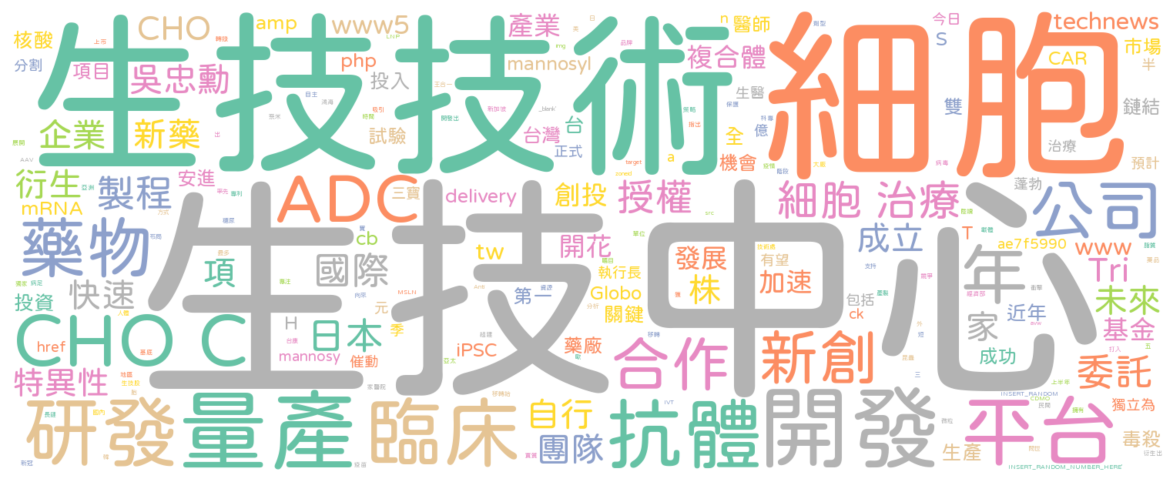 生技技術
細胞
生技中心
CHO
www5
amp
產業
醫師
今日
technews
核酸
分割
項目
吳忠勳
php
投入
mannosyl
複合體
S
CAR
市場
半
企業
新藥
試驗
台灣
台
正式
生醫
億
全
機會
a
n
雙
鏈結
治療
預計
衍生
mRNA
製程
安進
ADC
三寶
delivery
創投
授權
細胞 治療
蓬勃
公司
藥物
項
國際
cb
tw
開花
第一
執行長
Globo
關鍵
發展
株
加速
有望
成立
T
年
ae7f5990
www
Tri
投資
快速
包括
ck
家
近年
未來
基金
CHO C
href
H
日本
元
季
MSLN
mannosy
催動
iPSC
藥廠
合作
新創
成功
委託
特異性
研發
量產
臨床
自行
團隊
抗體
開發
平台
獨立為
毒殺
生產
INSERT_RANDOM
INSERT_RANDOM_NUMBER_HERE